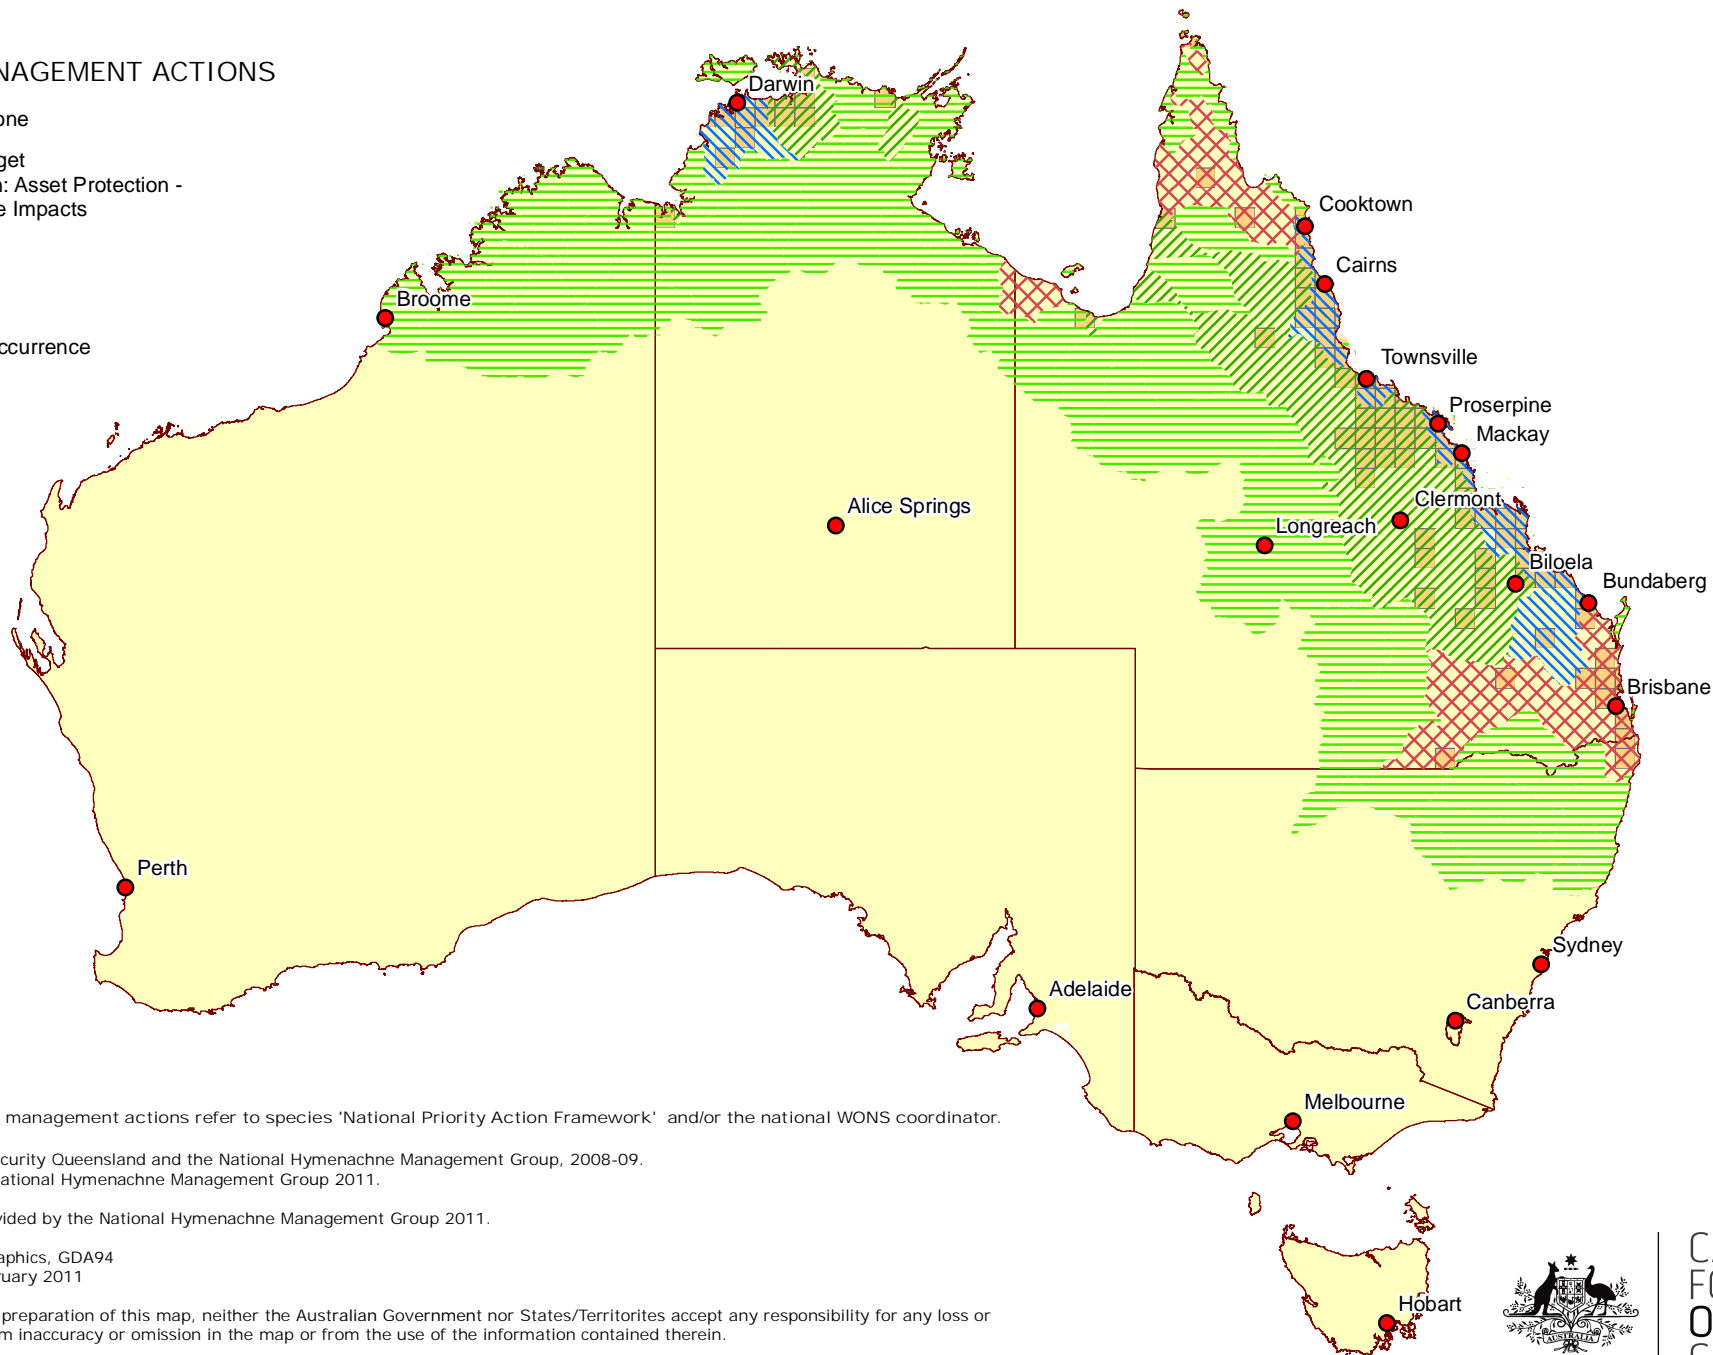 NAGEMENT ACTIONS
one
get
n: Asset Protection -
e Impacts
ccurrence
Darwin
Cooktown
Cairns
Broome
Townsville
Proserpine
Mackay
Alice Springs
Clermont
Longreach
Biloela
Bundaberg
Brisbane
Perth
Sydney
Adelaide
Canberra
Melbourne
Hobart
management actions refer to species 'National Priority Action Framework' and/or the national WONS coordinator.
curity Queensland and the National Hymenachne Management Group, 2008-09.
ational Hymenachne Management Group 2011.
vided by the National Hymenachne Management Group 2011.
aphics, GDA94
ruary 2011
preparation of this map, neither the Australian Government nor States/Territorites accept any responsibility for any loss or
m inaccuracy or omission in the map or from the use of the information contained therein.
AUSTRALIA
C
FO
O